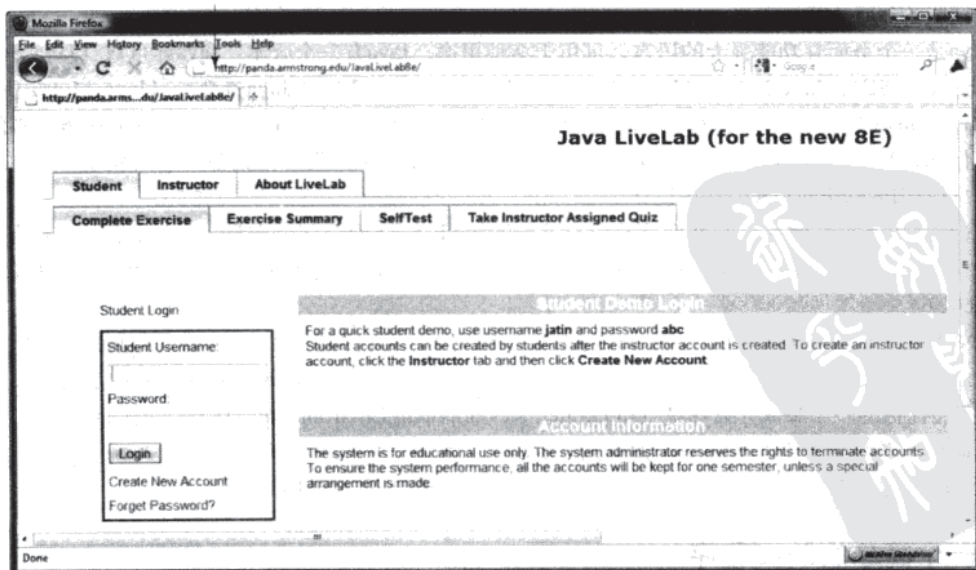 Mozilla Firefox
File Edit View History Bookmarks Tools Help
http://panda.armstrong.edu/JavaLiveLab8e/
http://panda.arms...du/JavaLiveLab8e/
Java LiveLab (for the new 8E)
Student Instructor About LiveLab
Complete Exercise Exercise Summary SelfTest Take Instructor Assigned Quiz
Student Login
Student Username:
Password:
Login
Create New Account
Forget Password?
Student Demo Login
For a quick student demo, use username jatin and password abc
Student accounts can be created by students after the instructor account is created. To create an instructor
account, click the Instructor tab and then click Create New Account.
Account Information
The system is for educational use only. The system administrator reserves the rights to terminate accounts.
To ensure the system performance, all the accounts will be kept for one semester, unless a special
arrangement is made.
Done